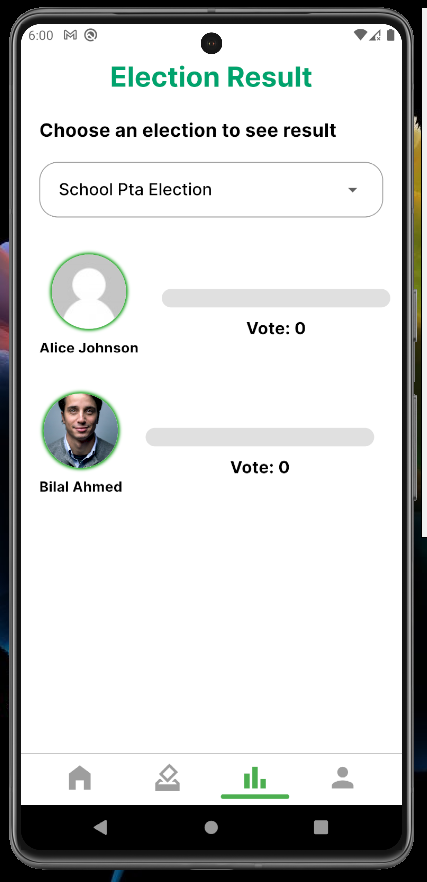 6:00
Election Result
Choose an election to see result
School Pta Election
Vote: 0
Alice Johnson
Vote: 0
Bilal Ahmed